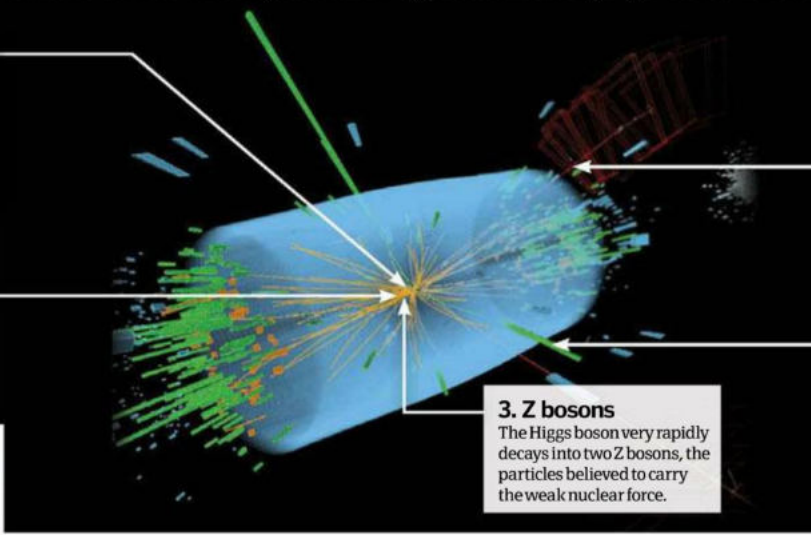 3. Z bosons
The Higgs boson very rapidly
decays into two Z bosons, the
particles believed to carry
the weak nuclear force.